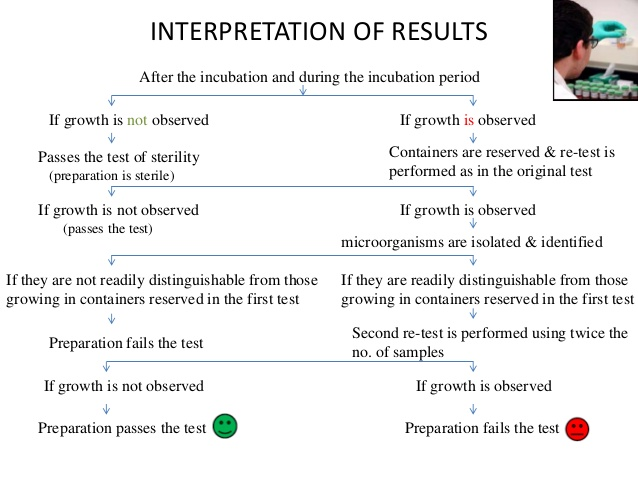 INTERPRETATION OF RESULTS
After the incubation and during the incubation period
If growth is not observed
If growth is observed
Passes the test of sterility
(preparation is sterile)
Containers are reserved & re-test is
performed as in the original test
If growth is not observed
(passes the test)
If growth is observed
microorganisms are isolated & identified
If they are not readily distinguishable from those
growing in containers reserved in the first test
If they are readily distinguishable from those
growing in containers reserved in the first test
Preparation fails the test
Second re-test is performed using twice the
no. of samples
If growth is not observed
If growth is observed
Preparation passes the test
Preparation fails the test